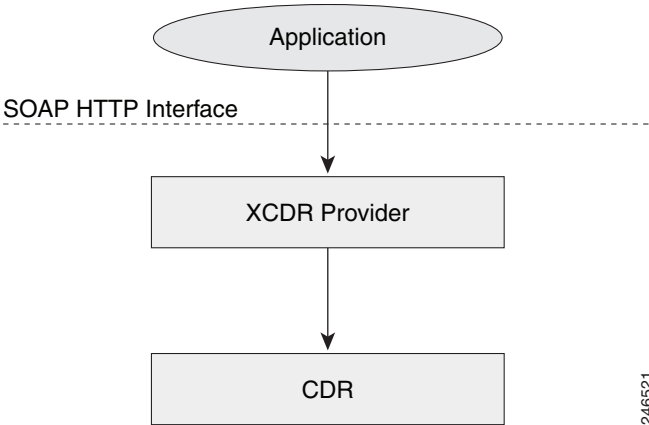 Application
SOAP HTTP Interface
XCDR Provider
CDR
246521